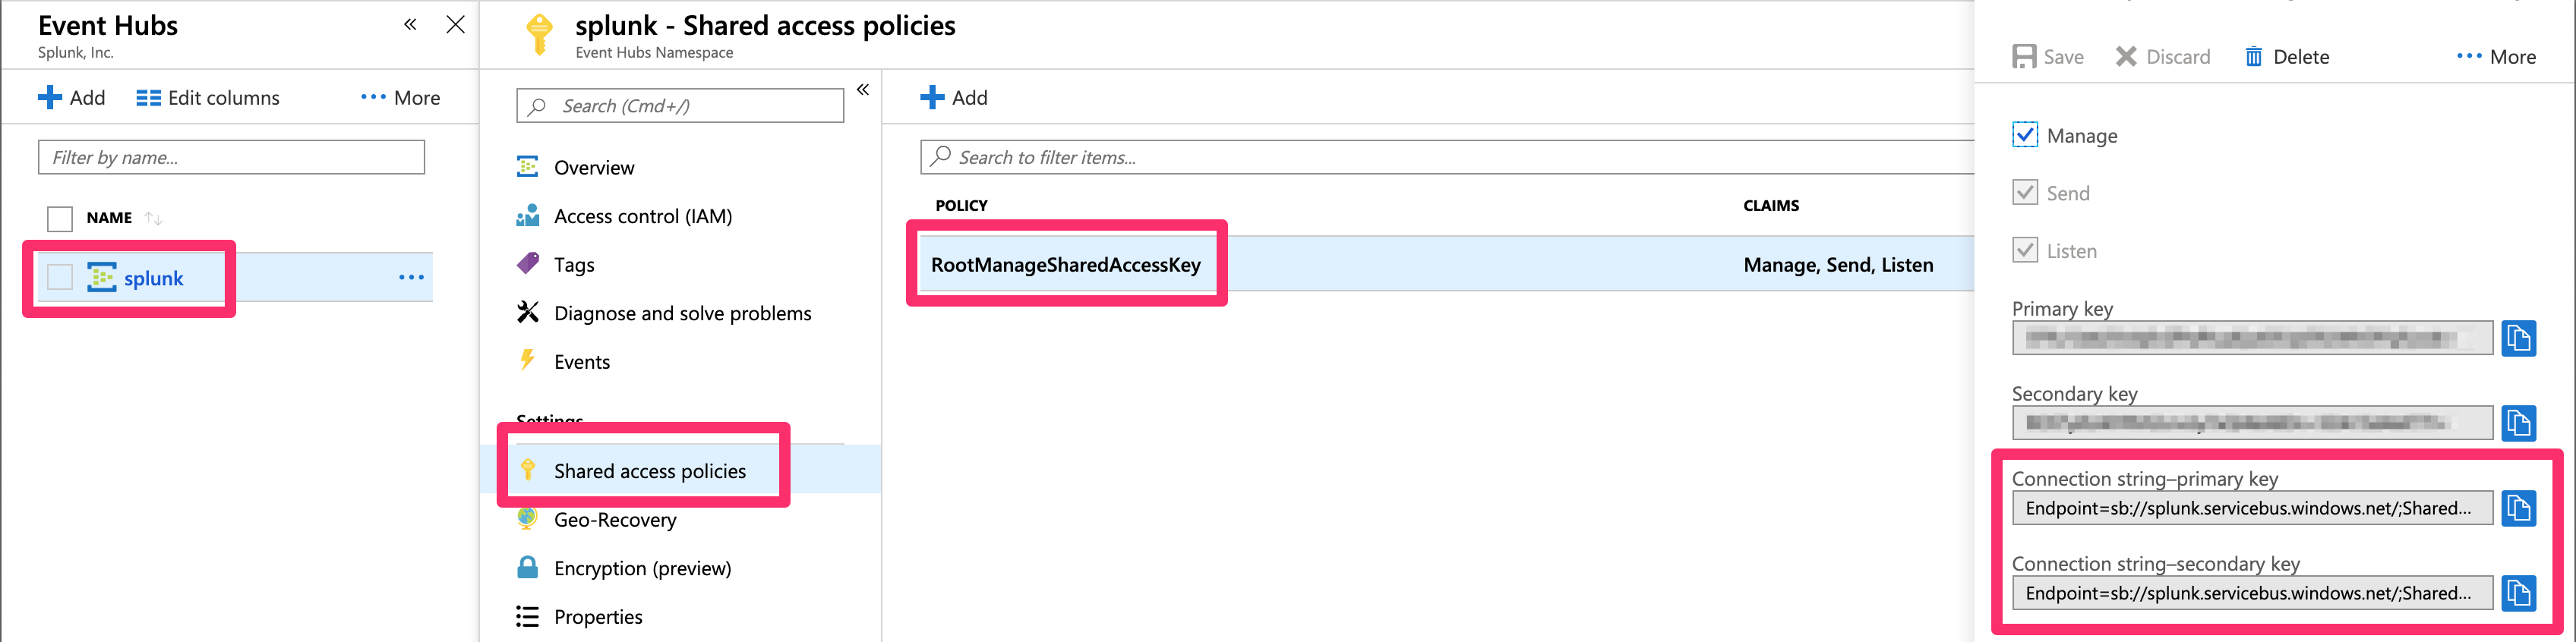 Event Hubs
Splunk, Inc.
Add
Edit columns
More
Filter by name...
NAME
splunk
splunk - Shared access policies
Event Hubs Namespace
Search (Cmd+/)
Overview
Access control (IAM)
Tags
Diagnose and solve problems
Events
Settings
Shared access policies
Geo-Recovery
Encryption (preview)
Properties
Add
Search to filter items...
POLICY CLAIMS
RootManageSharedAccessKey Manage, Send, Listen
Save Discard Delete More
Manage
Send
Listen
Primary key
Secondary key
Connection string–primary key
Endpoint=sb://splunk.servicebus.windows.net/;Shared...
Connection string–secondary key
Endpoint=sb://splunk.servicebus.windows.net/;Shared...